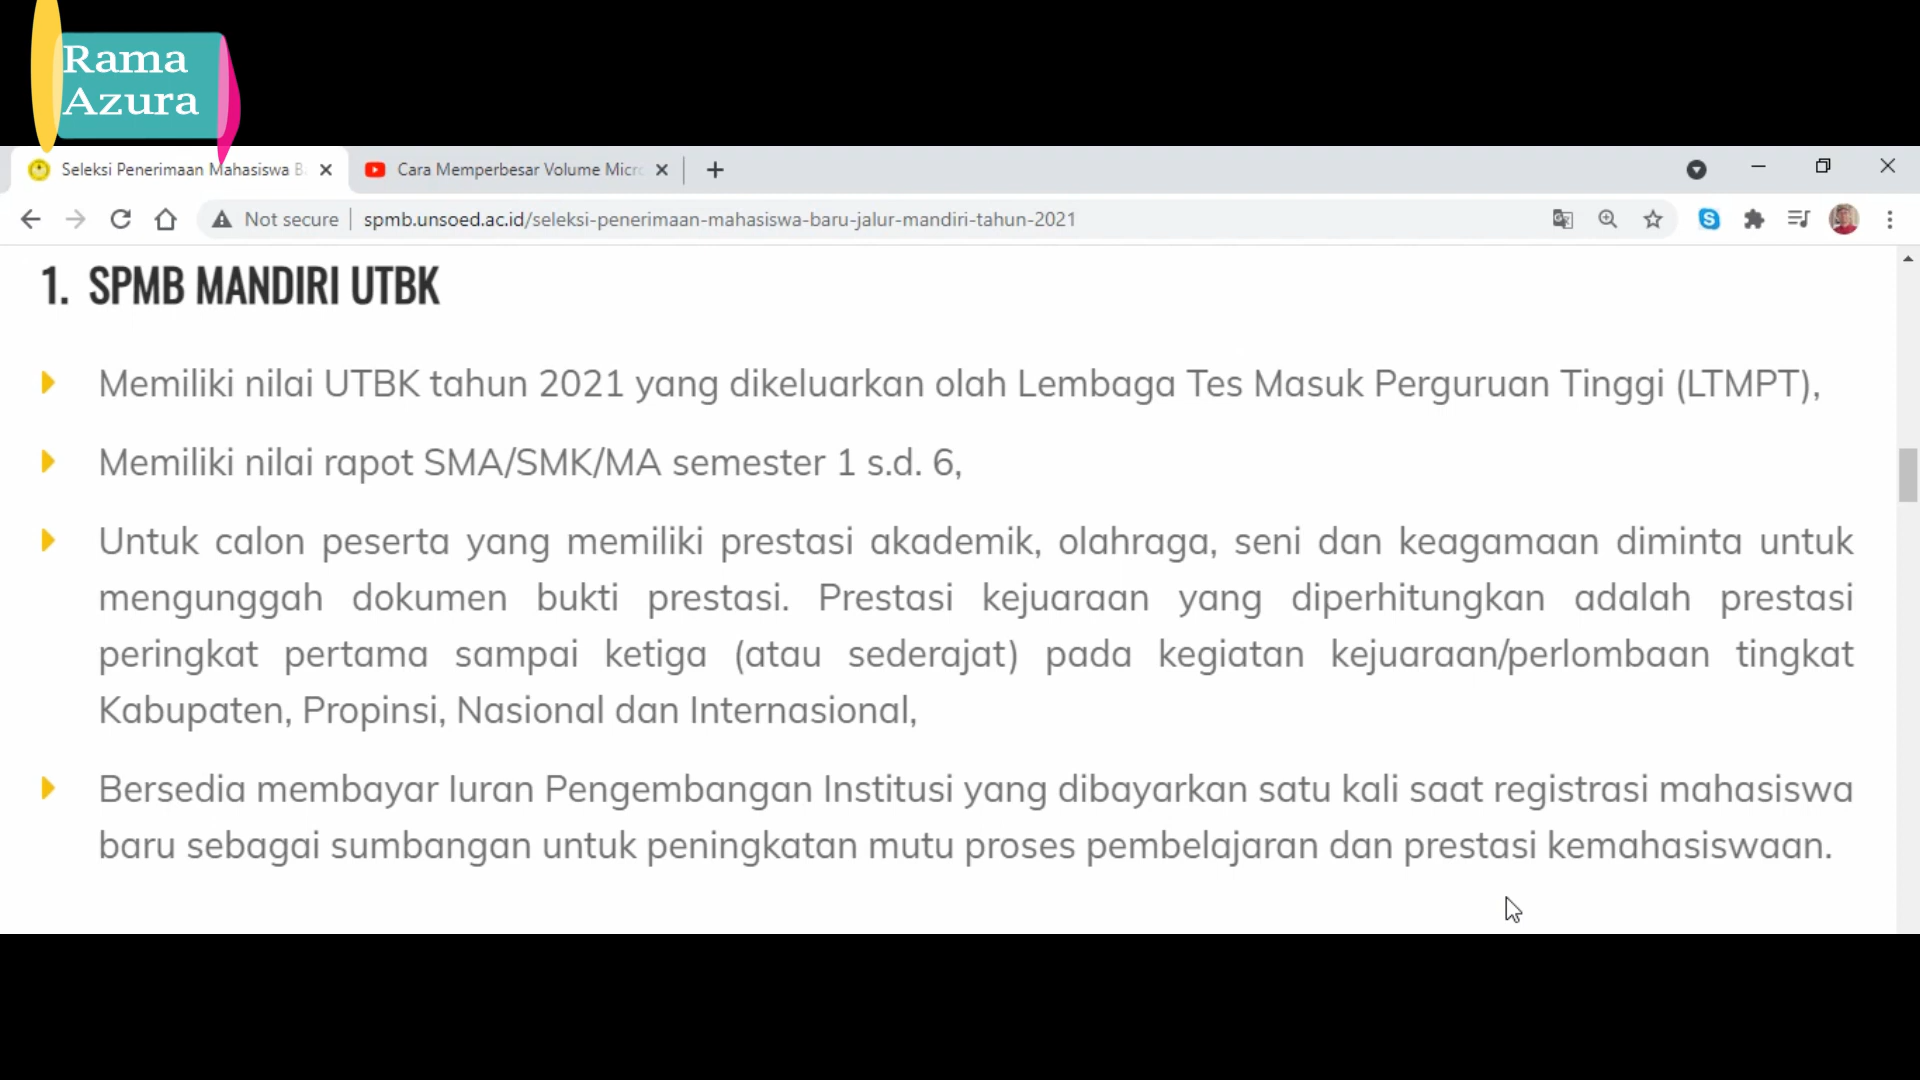 Rama
Azura
Seleksi Penerimaan Mahasiswa B
Cara Memperbesar Volume Micr
Not secure
spmb.unsoed.ac.id/seleksi-penerimaan-mahasiswa-baru-jalur-mandiri-tahun-2021
1. SPMB MANDIRI UTBK
Memiliki nilai UTBK tahun 2021 yang dikeluarkan olah Lembaga Tes Masuk Perguruan Tinggi (LTMPT),
Memiliki nilai rapot SMA/SMK/MA semester 1 s.d. 6,
Untuk calon peserta yang memiliki prestasi akademik, olahraga, seni dan keagamaan diminta untuk
mengunggah dokumen bukti prestasi. Prestasi kejuaraan yang diperhitungkan adalah prestasi
peringkat pertama sampai ketiga (atau sederajat) pada kegiatan kejuaraan/perlombaan tingkat
Kabupaten, Propinsi, Nasional dan Internasional,
Bersedia membayar Iuran Pengembangan Institusi yang dibayarkan satu kali saat registrasi mahasiswa
baru sebagai sumbangan untuk peningkatan mutu proses pembelajaran dan prestasi kemahasiswaan.